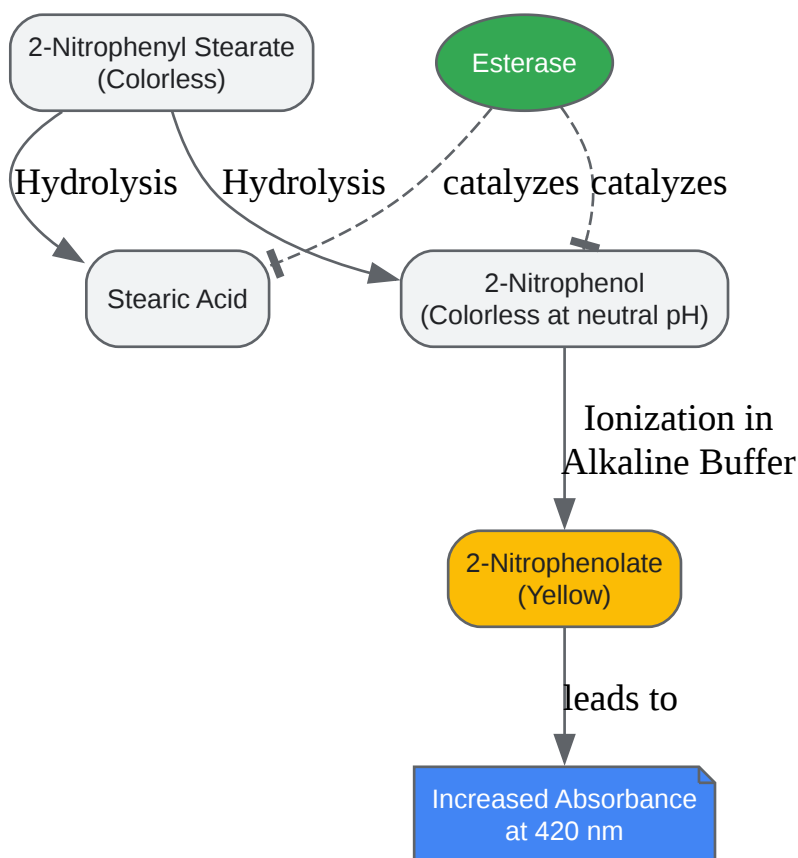 2-Nitrophenyl Stearate
(Colorless)
Esterase
Hydrolysis
Hydrolysis
catalyzes
catalyzes
Stearic Acid
2-Nitrophenol
(Colorless at neutral pH)
Ionization in
Alkaline Buffer
2-Nitrophenolate
(Yellow)
leads to
Increased Absorbance
at 420 nm